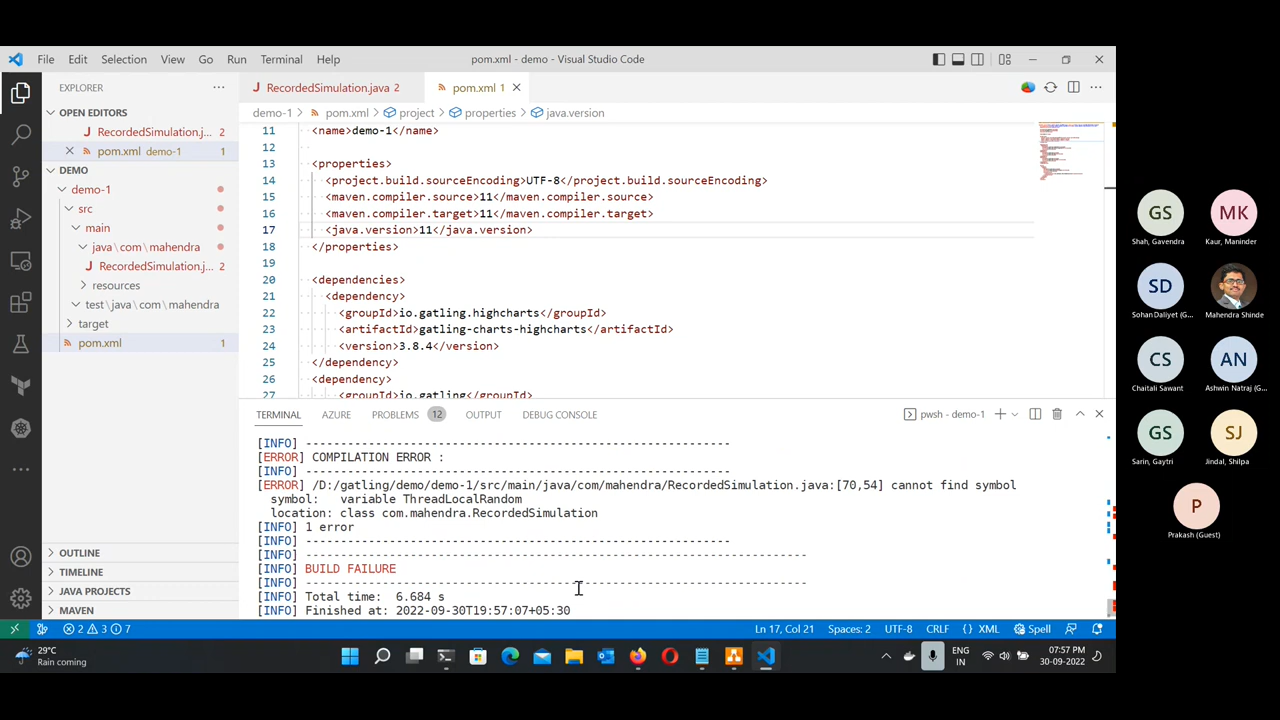 File Edit Selection View Go Run Terminal Help
pom.xml - demo - Visual Studio Code
EXPLORER
OPEN EDITORS
RecordedSimulation.j... 2
pom.xml demo-1 1
DEMO
demo-1
src
main
java\com\mahendra
RecordedSimulation.j... 2
resources
test\java\com\mahendra
target
pom.xml 1
OUTLINE
TIMELINE
JAVA PROJECTS
MAVEN
RecordedSimulation.java 2
pom.xml 1
demo-1 > pom.xml > project > properties > java.version
11 <name>demo-1</name>
12
13 <properties>
14 <project.build.sourceEncoding>UTF-8</project.build.sourceEncoding>
15 <maven.compiler.source>11</maven.compiler.source>
16 <maven.compiler.target>11</maven.compiler.target>
17 <java.version>11</java.version>
18 </properties>
19
20 <dependencies>
21 <dependency>
22 <groupId>io.gatling.highcharts</groupId>
23 <artifactId>gatling-charts-highcharts</artifactId>
24 <version>3.8.4</version>
25 </dependency>
26 <dependency>
27 <groupId>io.gatling</groupId>
TERMINAL AZURE PROBLEMS 12 OUTPUT DEBUG CONSOLE
pwsh - demo-1
[INFO] -------------------------------------------------------------
[ERROR] COMPILATION ERROR :
[INFO] -------------------------------------------------------------
[ERROR] /D:/gatling/demo/demo-1/src/main/java/com/mahendra/RecordedSimulation.java:[70,54] cannot find symbol
symbol: variable ThreadLocalRandom
location: class com.mahendra.RecordedSimulation
[INFO] 1 error
[INFO] -------------------------------------------------------------
[INFO] ------------------------------------------------------------------------
[INFO] BUILD FAILURE
[INFO] ------------------------------------------------------------------------
[INFO] Total time: 6.684 s
[INFO] Finished at: 2022-09-30T19:57:07+05:30
2 3 7
Ln 17, Col 21 Spaces: 2 UTF-8 CRLF {} XML Spell
29°C
Rain coming
ENG
IN
07:57 PM
30-09-2022
GS
Shah, Gavendra
MK
Kaur, Maninder
SD
Sohan Daliyet (G...
Mahendra Shinde
CS
Chaitali Sawant
AN
Ashwin Natraj (G...
GS
Sarin, Gaytri
SJ
Jindal, Shilpa
P
Prakash (Guest)